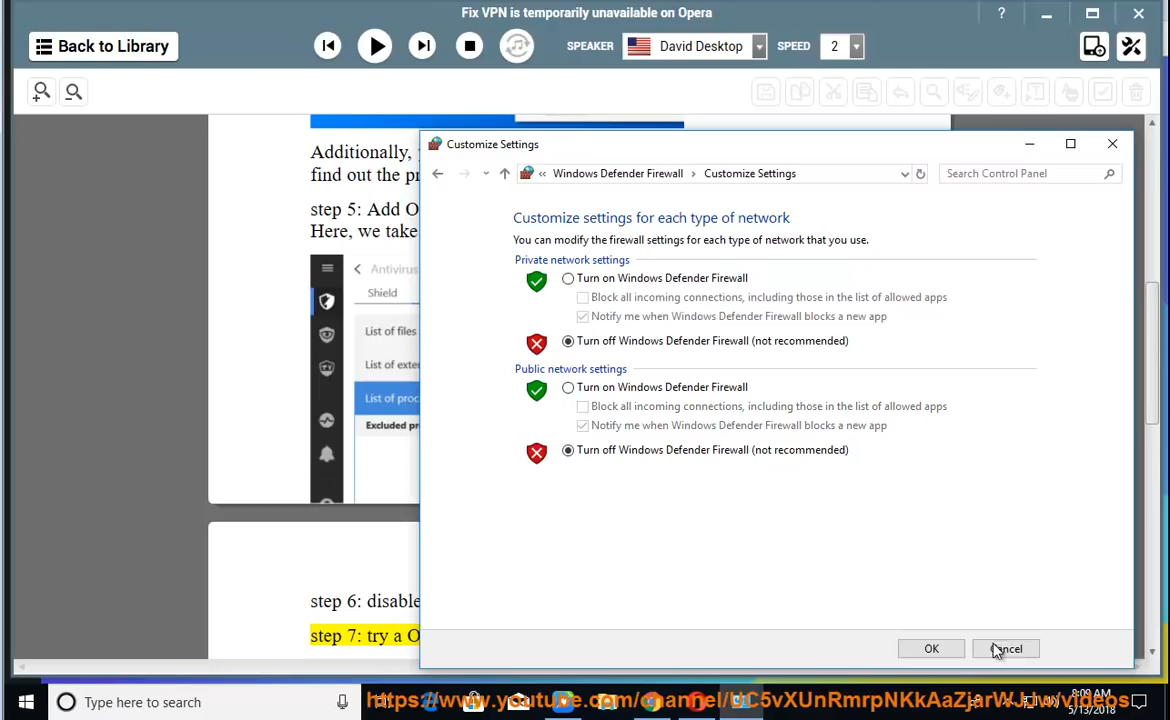 Fix VPN is temporarily unavailable on Opera
?
Back to Library
SPEAKER
David Desktop
SPEED
2
Additionally,
find out the
step 5: Add
Here, we take
Antivirus
Shield
List of files
List of
List of
Excluded
step 6: disable
step 7: try a
Customize Settings
« Windows Defender Firewall > Customize Settings
Search Control Panel
Customize settings for each type of network
You can modify the firewall settings for each type of network that you use.
Private network settings
Turn on Windows Defender Firewall
Block all incoming connections, including those in the list of allowed apps
Notify me when Windows Defender Firewall blocks a new app
Turn off Windows Defender Firewall (not recommended)
Public network settings
Turn on Windows Defender Firewall
Block all incoming connections, including those in the list of allowed apps
Notify me when Windows Defender Firewall blocks a new app
Turn off Windows Defender Firewall (not recommended)
OK
Cancel
Type here to search
8:09 AM
5/13/2018